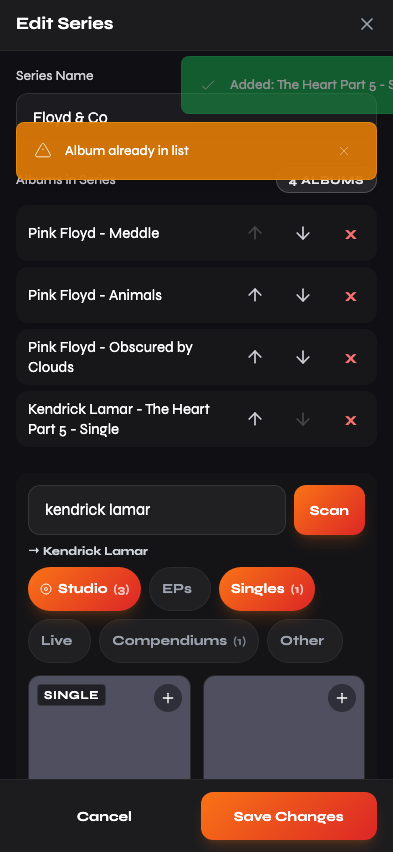 Edit Series
Series Name
Added: The Heart Part 5 - S
Floyd & Co
Album already in list
Albums in Series
4 ALBUMS
Pink Floyd - Meddle
Pink Floyd - Animals
Pink Floyd - Obscured by
Clouds
Kendrick Lamar - The Heart
Part 5 - Single
kendrick lamar
Scan
→ Kendrick Lamar
Studio (3)
EPs
Singles (1)
Live
Compendiums (1)
Other
SINGLE
Cancel
Save Changes